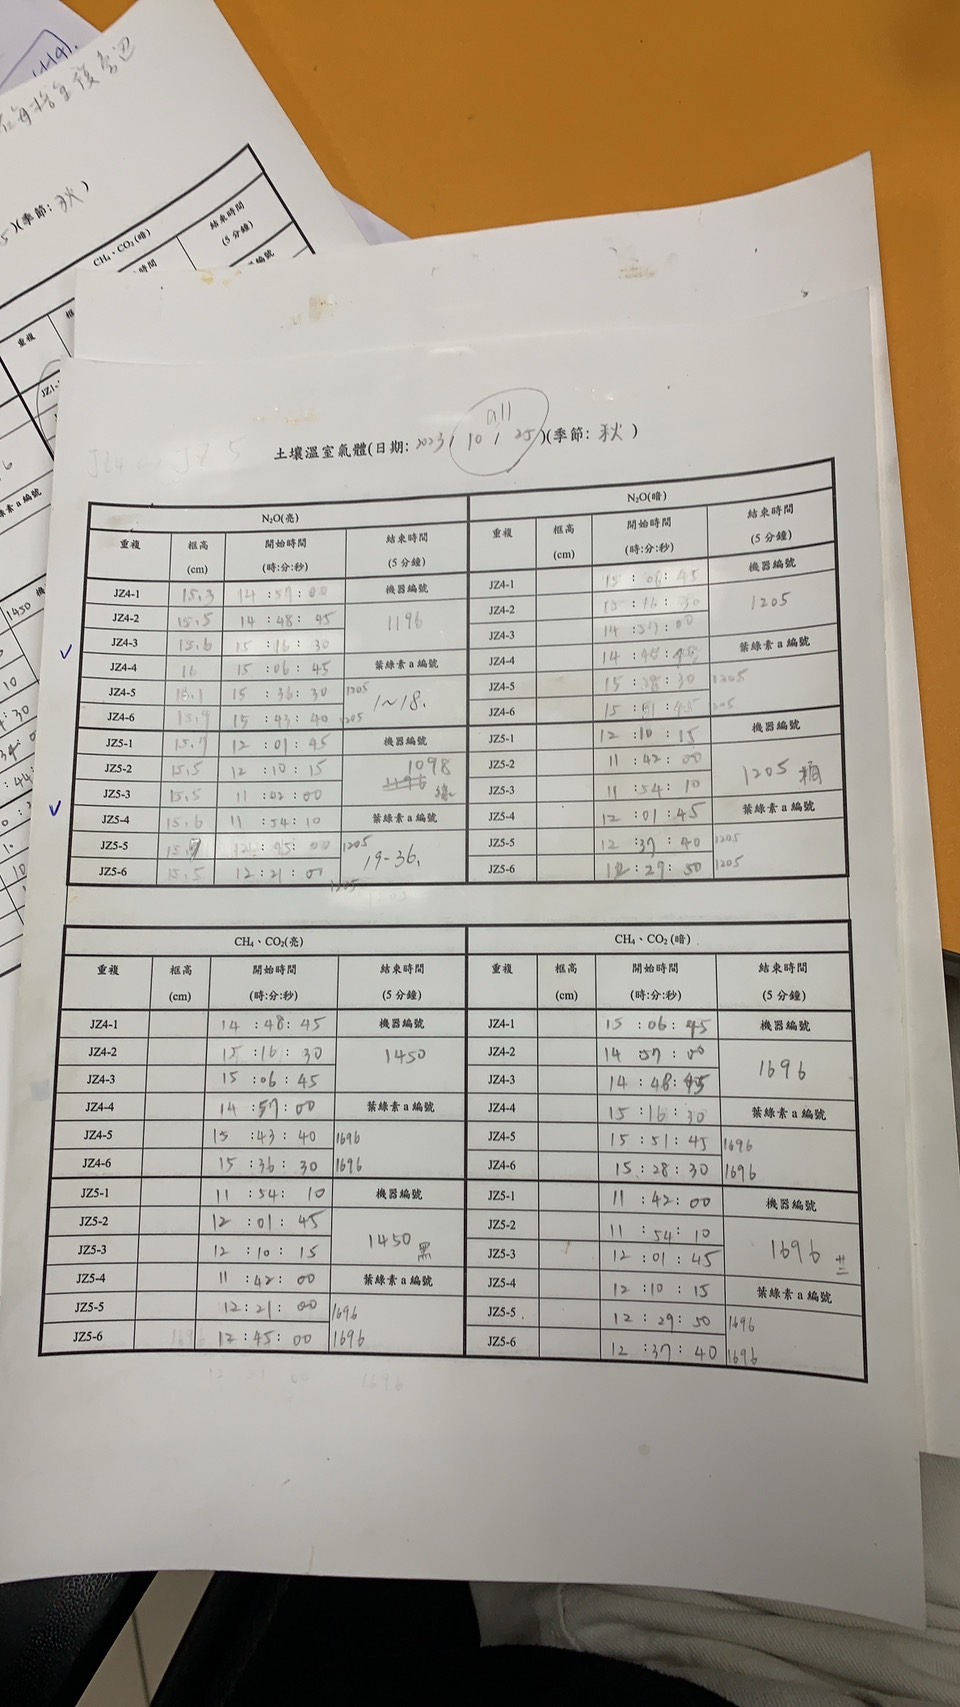 )(季節: 秋 )
CH₄、CO₂(暗)
結束時間
(5 分鐘)
重複
土壤溫室氣體(日期: 2023/ 10 / 25 )(季節: 秋 )
all
N₂O(亮) N₂O(暗)
重複 框高 (cm) 開始時間 (時:分:秒) 結束時間 (5 分鐘) 重複 框高 (cm) 開始時間 (時:分:秒) 結束時間 (5 分鐘)
JZ4-1 15.3 14 :57: 00 機器編號 JZ4-1 15 :06: 45 機器編號
JZ4-2 15.5 14 :48: 45 1196 JZ4-2 15 :16: 30 1205
JZ4-3 15.6 15 :16: 30 JZ4-3 14 :57: 00
JZ4-4 16 15 :06: 45 葉綠素 a 編號 JZ4-4 14 :48: 45 葉綠素 a 編號
JZ4-5 15 :36: 30 1205 1~18. JZ4-5 15 :28: 30 1205
JZ4-6 15 :43: 40 1205 JZ4-6 15 :51: 45 1205
JZ5-1 15.7 12 :01: 45 機器編號 JZ5-1 12 :10: 15 機器編號
JZ5-2 15.5 12 :10: 15 1098 JZ5-2 11 :42: 00 1205
JZ5-3 15.5 11 :02: 00 JZ5-3 11 :54: 10
JZ5-4 15.6 11 :54: 10 葉綠素 a 編號 JZ5-4 12 :01: 45 葉綠素 a 編號
JZ5-5 12 :45: 00 1205 19-36. JZ5-5 12 :37: 40 1205
JZ5-6 15.5 12 :21: 00 1205 JZ5-6 12 :29: 50 1205
CH₄、CO₂(亮) CH₄、CO₂ (暗)
重複 框高 (cm) 開始時間 (時:分:秒) 結束時間 (5 分鐘) 重複 框高 (cm) 開始時間 (時:分:秒) 結束時間 (5 分鐘)
JZ4-1 14 :48: 45 機器編號 JZ4-1 15 :06: 45 機器編號
JZ4-2 15 :16: 30 1450 JZ4-2 14 57: 00 1696
JZ4-3 15 :06: 45 JZ4-3 14 :48: 45
JZ4-4 14 :57: 00 葉綠素 a 編號 JZ4-4 15 :16: 30 葉綠素 a 編號
JZ4-5 15 :43: 40 1696 JZ4-5 15 :51: 45 1696
JZ4-6 15 :36: 30 1696 JZ4-6 15 :28: 30 1696
JZ5-1 11 :54: 10 機器編號 JZ5-1 11 :42: 00 機器編號
JZ5-2 12 :01: 45 1450 黑 JZ5-2 11 :54: 10 1696
JZ5-3 12 :10: 15 JZ5-3 12 :01: 45
JZ5-4 11 :42: 00 葉綠素 a 編號 JZ5-4 12 :10: 15 葉綠素 a 編號
JZ5-5 12 :21: 00 1696 JZ5-5 12 :29: 50 1696
JZ5-6 12 :45: 00 1696 JZ5-6 12 :37: 40 1696